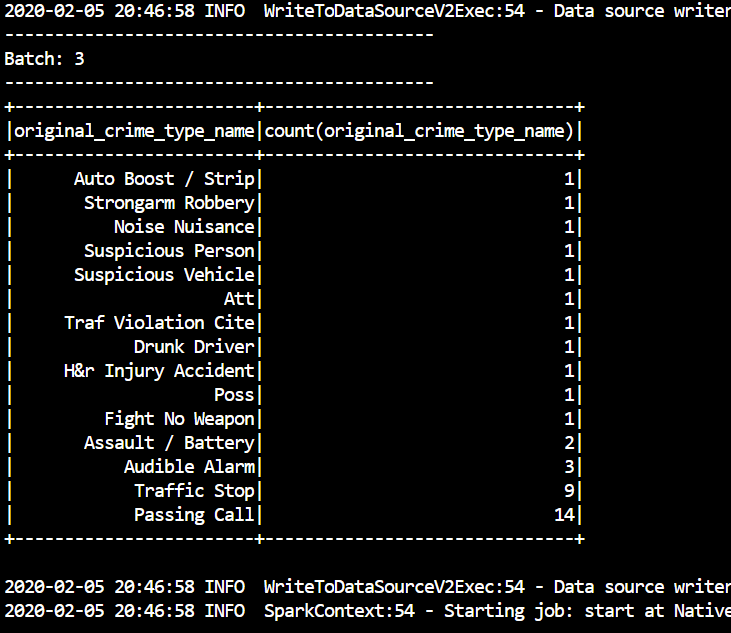 2020-02-05 20:46:58 INFO  WriteToDataSourceV2Exec:54 - Data source writer
-------------------------------------------
Batch: 3
-------------------------------------------
+------------------------+-------------------------------+
|original_crime_type_name|count(original_crime_type_name)|
+------------------------+-------------------------------+
|      Auto Boost / Strip|                              1|
|       Strongarm Robbery|                              1|
|          Noise Nuisance|                              1|
|       Suspicious Person|                              1|
|      Suspicious Vehicle|                              1|
|                     Att|                              1|
|     Traf Violation Cite|                              1|
|            Drunk Driver|                              1|
|     H&r Injury Accident|                              1|
|                    Poss|                              1|
|         Fight No Weapon|                              1|
|       Assault / Battery|                              2|
|           Audible Alarm|                              3|
|            Traffic Stop|                              9|
|            Passing Call|                             14|
+------------------------+-------------------------------+
2020-02-05 20:46:58 INFO  WriteToDataSourceV2Exec:54 - Data source writer
2020-02-05 20:46:58 INFO  SparkContext:54 - Starting job: start at Native